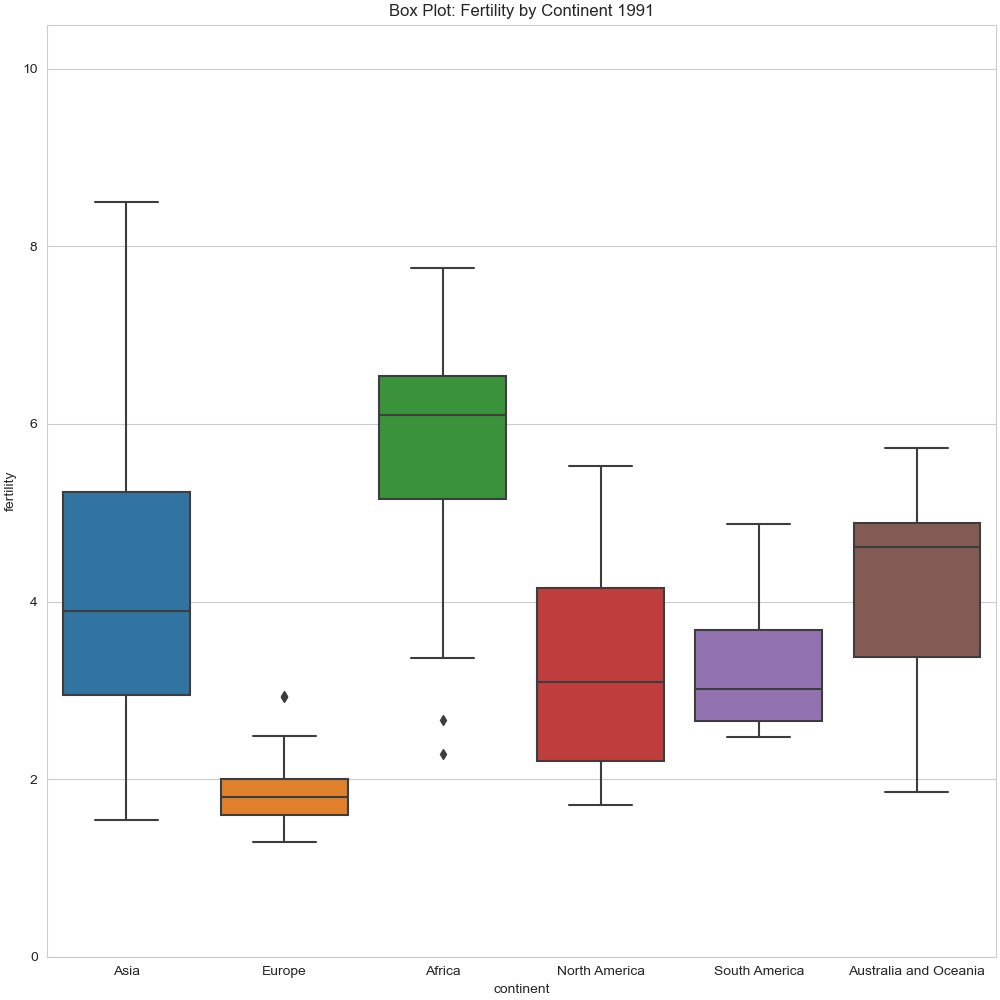 Box Plot: Fertility by Continent 1991
10
8
6
4
2
0
fertility
Asia
Europe
Africa
North America
South America
Australia and Oceania
continent